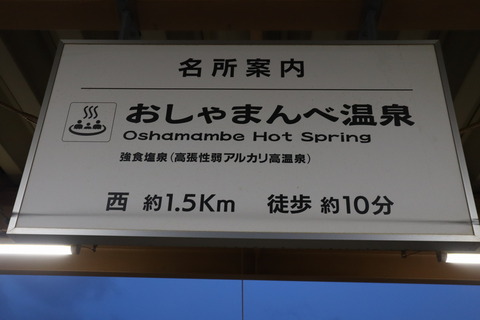 名所案内
おしゃまんべ温泉
Oshamambe Hot Spring
強食塩泉(高張性弱アルカリ高温泉)
西 約1.5Km 徒歩 約10分